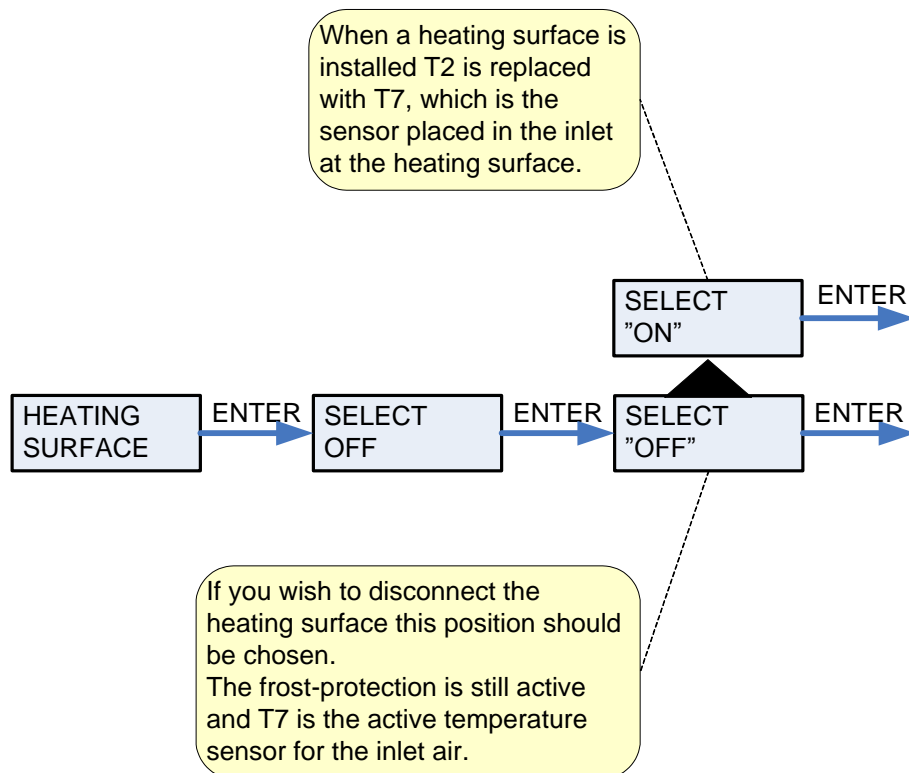 When a heating surface is
installed T2 is replaced
with T7, which is the
sensor placed in the inlet
at the heating surface.
SELECT
”ON”
ENTER
HEATING
SURFACE
ENTER
SELECT
OFF
ENTER
SELECT
”OFF”
ENTER
If you wish to disconnect the
heating surface this position should
be chosen.
The frost-protection is still active
and T7 is the active temperature
sensor for the inlet air.